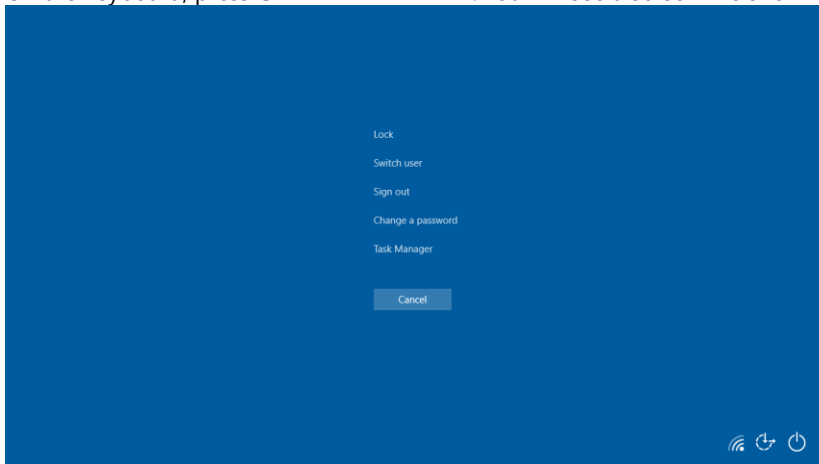 Lock
Switch user
Sign out
Change a password
Task Manager
Cancel